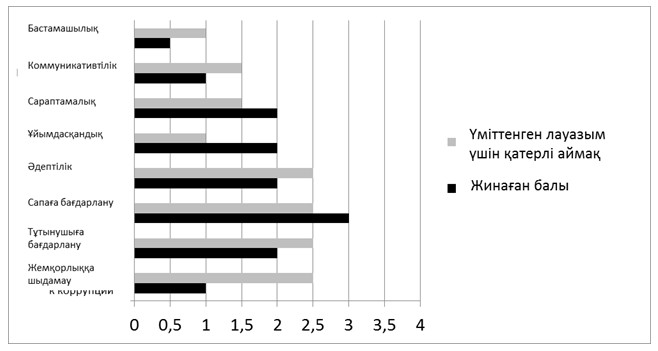 Бастамашылық
Коммуникативтілік
Сараптамалық
Ұйымдасқандық
Әдептілік
Сапаға бағдарлану
Тұтынушыға
бағдарлану
Жемқорлыққа
шыдамау
к коррупции
0 0,5 1 1,5 2 2,5 3 3,5 4
Үміттенген лауазым
үшін қатерлі аймақ
Жинаған балы